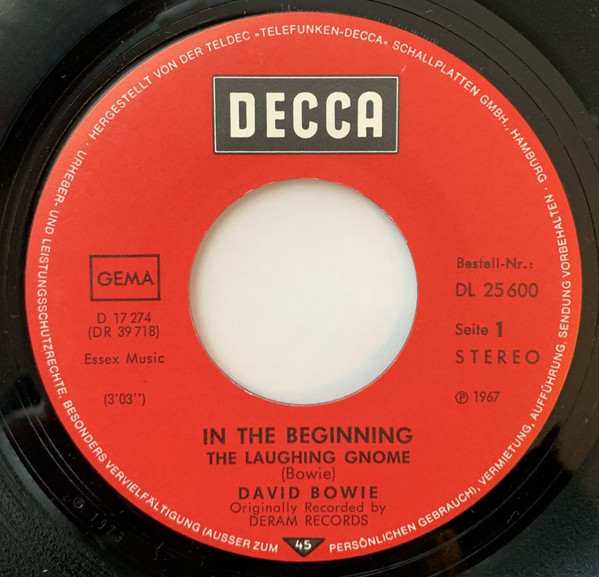 · HERGESTELLT VON DER TELDEC »TELEFUNKEN-DECCA« SCHALLPLATTEN GMBH., HAMBURG ·
URHEBER- UND LEISTUNGSSCHUTZRECHTE, BESONDERS VERVIELFÄLTIGUNG (AUSSER ZUM PERSÖNLICHEN GEBRAUCH), VERMIETUNG, AUFFÜHRUNG, SENDUNG VORBEHALTEN ·
DECCA
GEMA
D 17 274
(DR 39 718)
Essex Music
(3'03")
Bestell-Nr.:
DL 25 600
Seite 1
STEREO
℗ 1967
IN THE BEGINNING
THE LAUGHING GNOME
(Bowie)
DAVID BOWIE
Originally Recorded by
DERAM RECORDS
45
© 1973